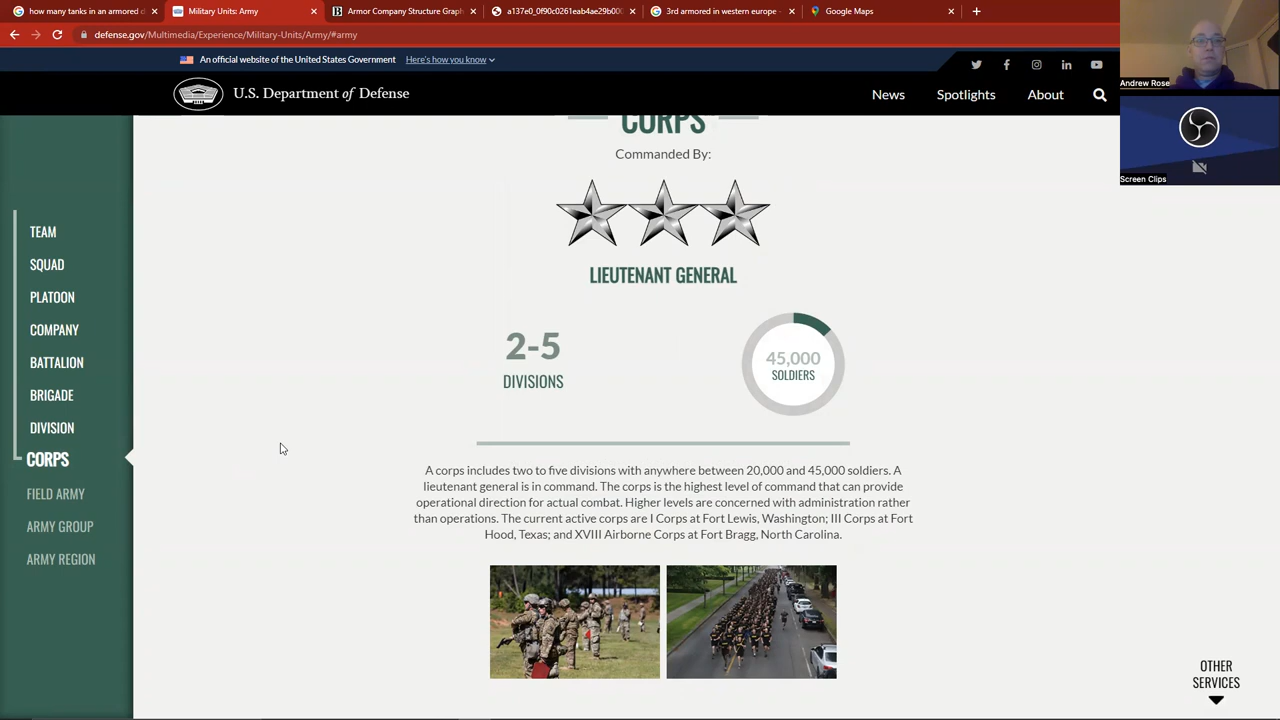 how many tanks in an armored d
Military Units: Army
Armor Company Structure Grap
a137e0_0f90c0261eab4ae29b000
3rd armored in western europe
Google Maps
defense.gov/Multimedia/Experience/Military-Units/Army/#army
An official website of the United States Government Here's how you know
U.S. Department of Defense
News
Spotlights
About
Andrew Rose
Screen Clips
TEAM
SQUAD
PLATOON
COMPANY
BATTALION
BRIGADE
DIVISION
CORPS
FIELD ARMY
ARMY GROUP
ARMY REGION
CORPS
Commanded By:
LIEUTENANT GENERAL
2-5
DIVISIONS
45,000
SOLDIERS
A corps includes two to five divisions with anywhere between 20,000 and 45,000 soldiers. A
lieutenant general is in command. The corps is the highest level of command that can provide
operational direction for actual combat. Higher levels are concerned with administration rather
than operations. The current active corps are I Corps at Fort Lewis, Washington; III Corps at Fort
Hood, Texas; and XVIII Airborne Corps at Fort Bragg, North Carolina.
OTHER
SERVICES